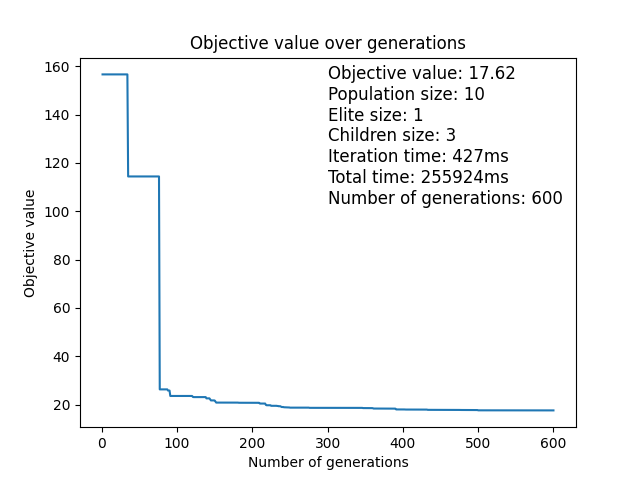 Objective value over generations
Objective value: 17.62
Population size: 10
Elite size: 1
Children size: 3
Iteration time: 427ms
Total time: 255924ms
Number of generations: 600
160
140
120
100
80
60
40
20
Objective value
0 100 200 300 400 500 600
Number of generations